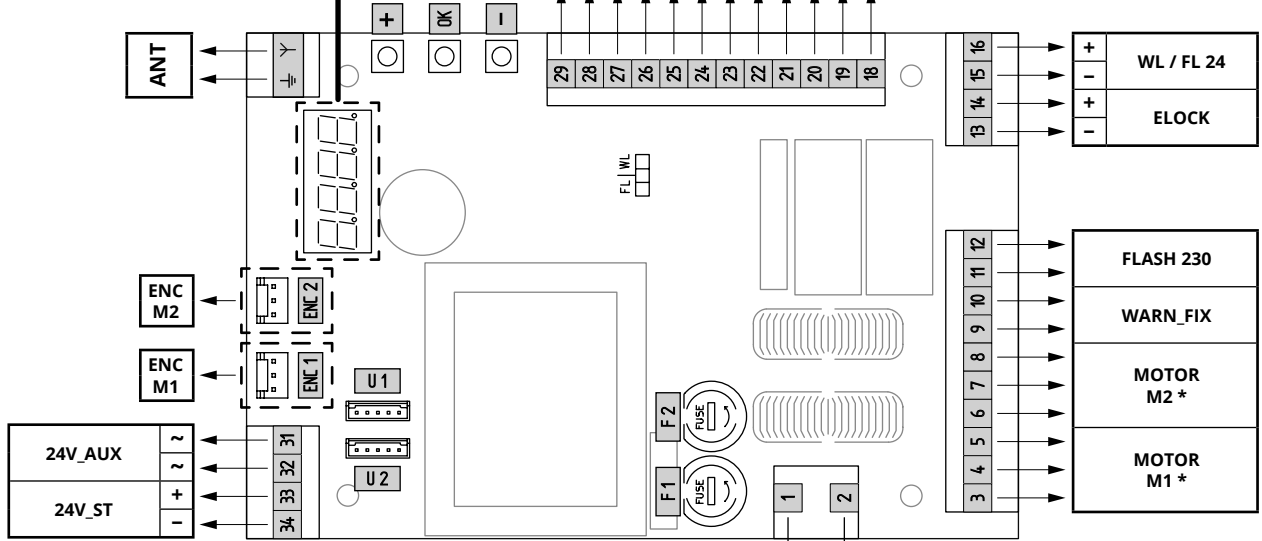 +
OK
−
ANT
29
28
27
26
25
24
23
22
21
20
19
18
16
15
14
13
+
−
+
−
WL / FL 24
ELOCK
FL
WL
12
11
10
9
8
7
6
5
4
3
FLASH 230
WARN_FIX
MOTOR
M2 *
MOTOR
M1 *
ENC
M2
ENC 2
ENC
M1
ENC 1
U1
U2
F2
FUSE
F1
FUSE
1
2
24V_AUX
~
~
24V_ST
+
−
31
32
33
34